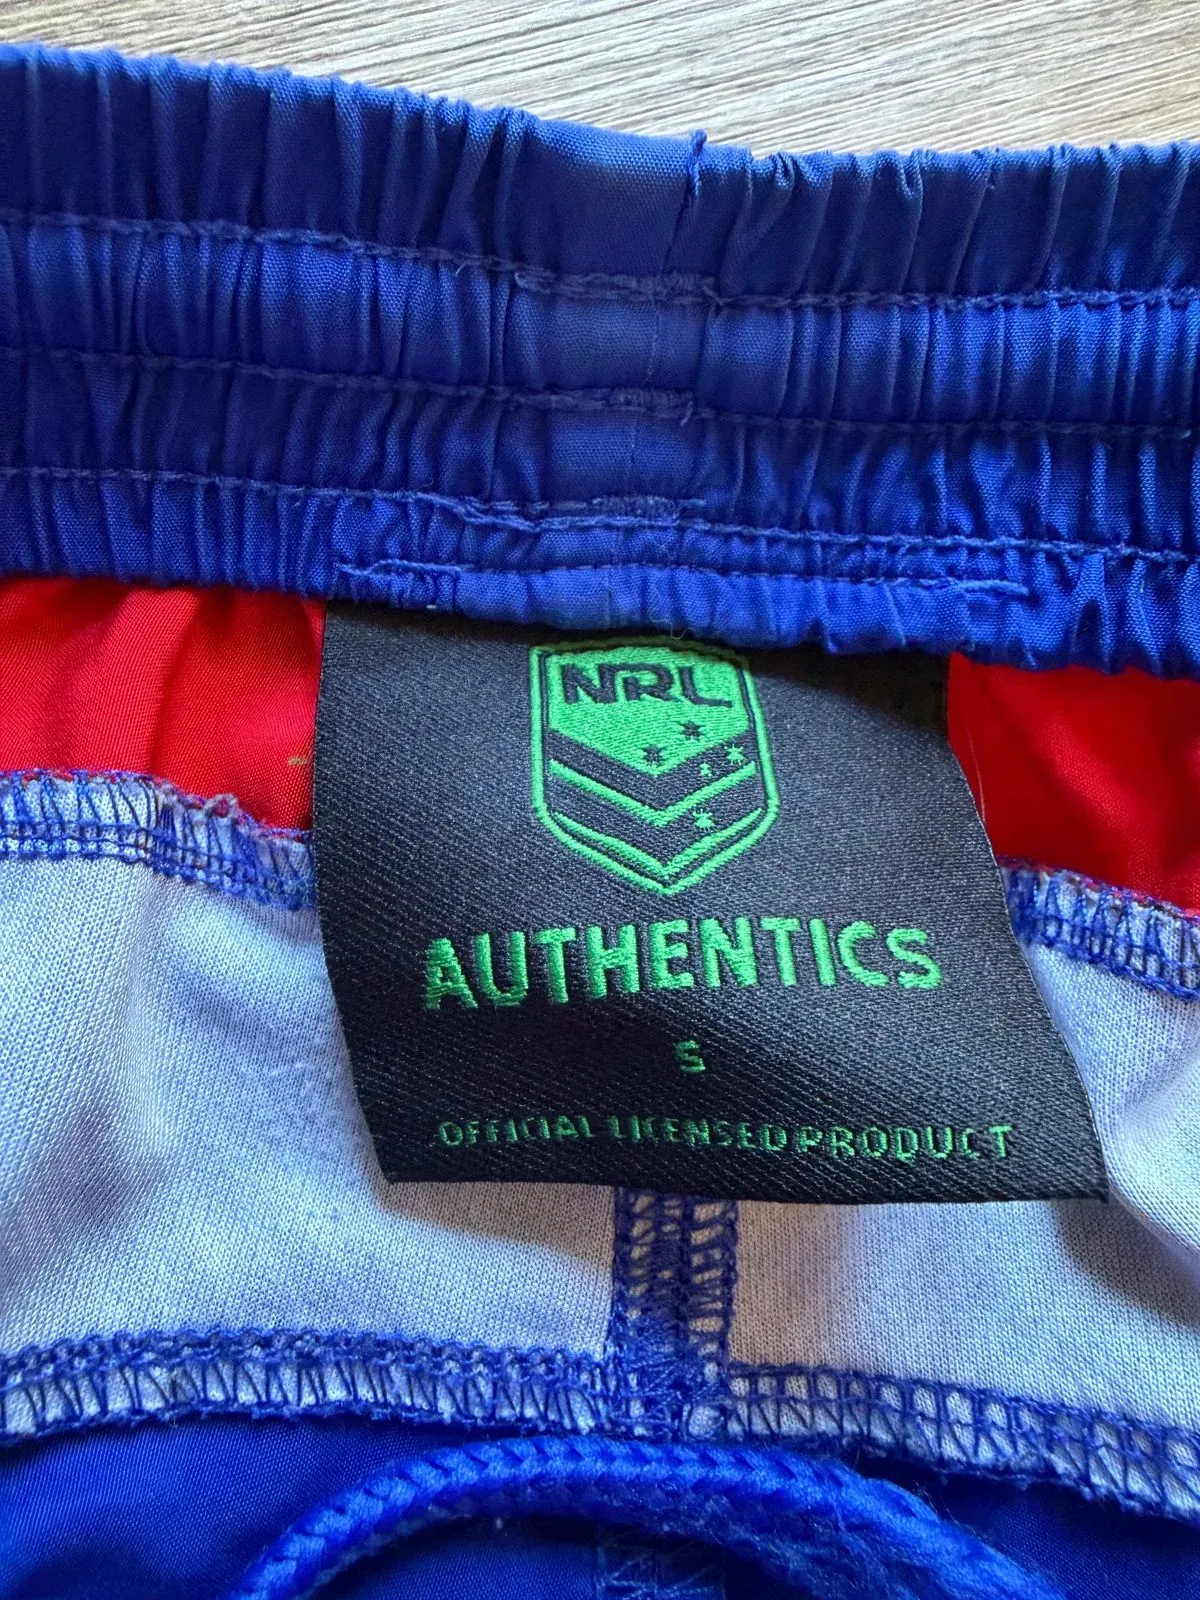 NRL
AUTHENTICS
S
OFFICIAL LICENSED PRODUCT